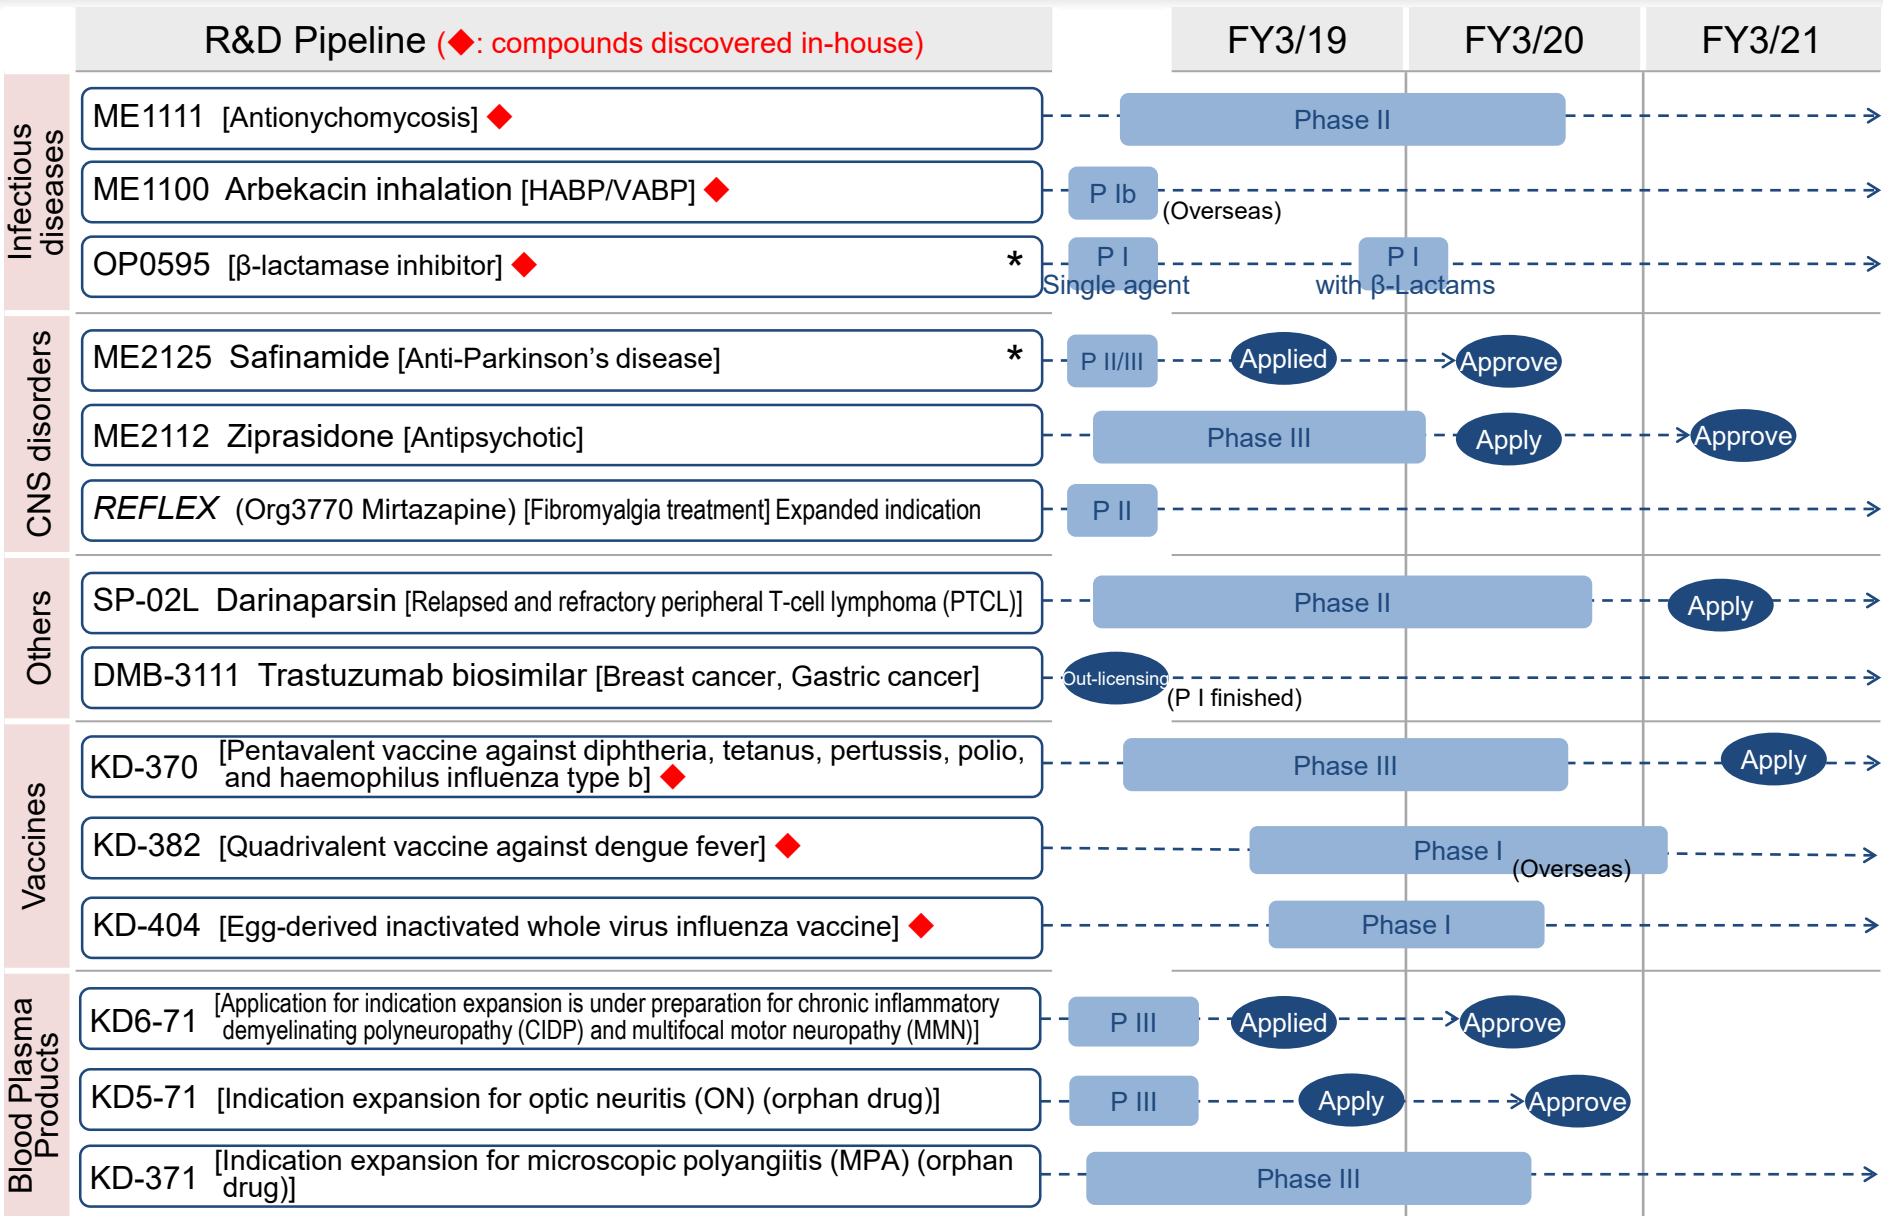 R&D Pipeline (◆: compounds discovered in-house)
FY3/19
FY3/20
FY3/21
Infectious
diseases
ME1111 [Antionychomycosis] ◆
Phase II
ME1100 Arbekacin inhalation [HABP/VABP] ◆
P Ib
(Overseas)
OP0595 [β-lactamase inhibitor] ◆ *
P I
Single agent
P I
with β-Lactams
CNS disorders
ME2125 Safinamide [Anti-Parkinson’s disease] *
P II/III
Applied
Approve
ME2112 Ziprasidone [Antipsychotic]
Phase III
Apply
Approve
REFLEX (Org3770 Mirtazapine) [Fibromyalgia treatment] Expanded indication
P II
Others
SP-02L Darinaparsin [Relapsed and refractory peripheral T-cell lymphoma (PTCL)]
Phase II
Apply
DMB-3111 Trastuzumab biosimilar [Breast cancer, Gastric cancer]
Out-licensing
(P I finished)
Vaccines
KD-370 [Pentavalent vaccine against diphtheria, tetanus, pertussis, polio,
and haemophilus influenza type b] ◆
Phase III
Apply
KD-382 [Quadrivalent vaccine against dengue fever] ◆
Phase I
(Overseas)
KD-404 [Egg-derived inactivated whole virus influenza vaccine] ◆
Phase I
Blood Plasma
Products
KD6-71 [Application for indication expansion is under preparation for chronic inflammatory
demyelinating polyneuropathy (CIDP) and multifocal motor neuropathy (MMN)]
P III
Applied
Approve
KD5-71 [Indication expansion for optic neuritis (ON) (orphan drug)]
P III
Apply
Approve
KD-371 [Indication expansion for microscopic polyangiitis (MPA) (orphan
drug)]
Phase III